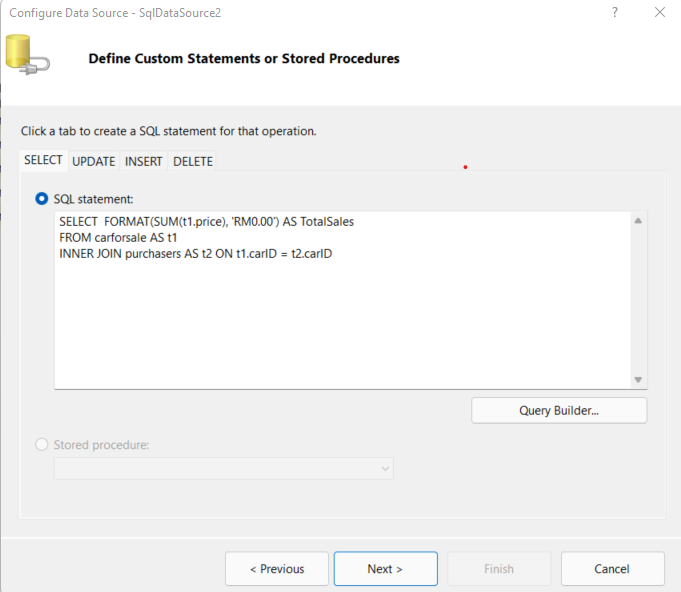 Configure Data Source - SqlDataSource2
?
Define Custom Statements or Stored Procedures
Click a tab to create a SQL statement for that operation.
SELECT UPDATE INSERT DELETE
SQL statement:
SELECT  FORMAT(SUM(t1.price), 'RM0.00') AS TotalSales
FROM carforsale AS t1
INNER JOIN purchasers AS t2 ON t1.carID = t2.carID
Query Builder...
Stored procedure:
< Previous
Next >
Finish
Cancel